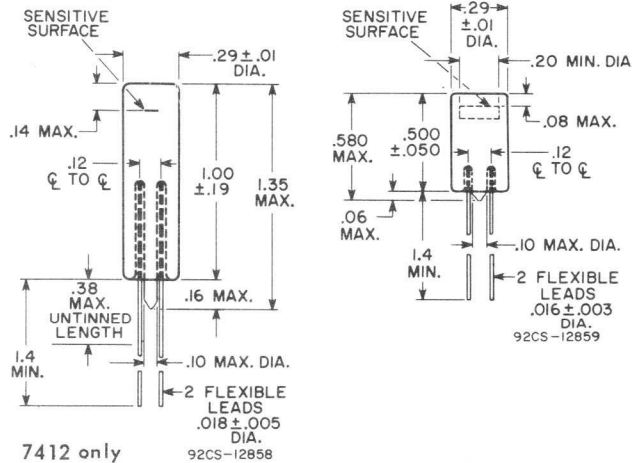 SENSITIVE
SURFACE
.29±.01
DIA.
.14 MAX.
.12
℄ TO ℄
1.00
±.19
1.35
MAX.
.38
MAX.
UNTINNED
LENGTH
.16 MAX.
1.4
MIN.
.10 MAX. DIA.
2 FLEXIBLE
LEADS
.018±.005
DIA.
7412 only
92CS-12858
.29
±.01
DIA.
SENSITIVE
SURFACE
.20 MIN. DIA
.08 MAX.
.580
MAX.
.500
±.050
.12
℄ TO ℄
.06
MAX.
.10 MAX. DIA.
1.4
MIN.
2 FLEXIBLE
LEADS
.016±.003
DIA.
92CS-12859